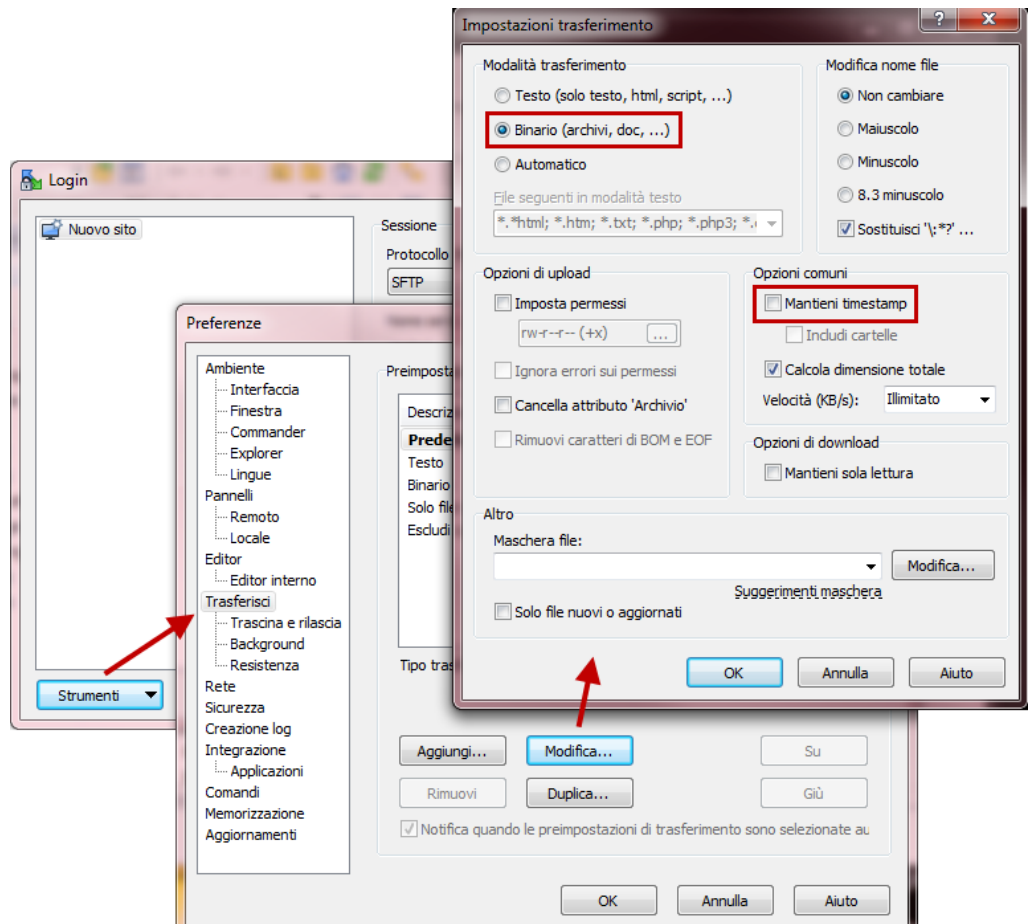 Impostazioni trasferimento
?
X
Modalità trasferimento
Testo (solo testo, html, script, ...)
Binario (archivi, doc, ...)
Automatico
File seguenti in modalità testo
*.*html; *.htm; *.txt; *.php; *.php3; *.
Modifica nome file
Non cambiare
Maiuscolo
Minuscolo
8.3 minuscolo
Sostituisci '\:*?' ...
Opzioni di upload
Imposta permessi
rw-r--r-- (+x)
...
Ignora errori sui permessi
Cancella attributo 'Archivio'
Rimuovi caratteri di BOM e EOF
Opzioni comuni
Mantieni timestamp
Includi cartelle
Calcola dimensione totale
Velocità (KB/s): Illimitato
Opzioni di download
Mantieni sola lettura
Altro
Maschera file:
Modifica...
Suggerimenti maschera
Solo file nuovi o aggiornati
OK
Annulla
Aiuto
Login
Nuovo sito
Sessione
Protocollo
SFTP
Strumenti
Preferenze
Ambiente
Interfaccia
Finestra
Commander
Explorer
Lingue
Pannelli
Remoto
Locale
Editor
Editor interno
Trasferisci
Trascina e rilascia
Background
Resistenza
Rete
Sicurezza
Creazione log
Integrazione
Applicazioni
Comandi
Memorizzazione
Aggiornamenti
Preimposta
Descriz
Prede
Testo
Binario
Solo file
Escludi
Tipo tras
Aggiungi...
Modifica...
Su
Rimuovi
Duplica...
Giù
Notifica quando le preimpostazioni di trasferimento sono selezionate au
OK
Annulla
Aiuto